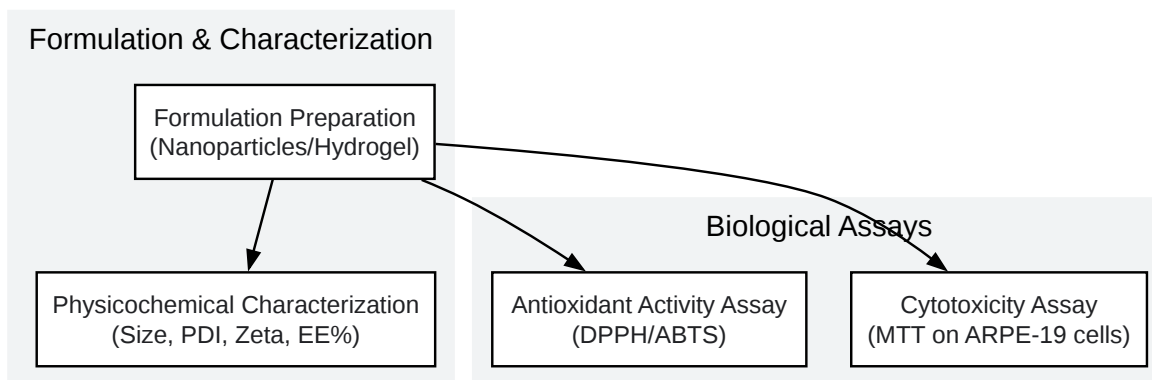 Formulation & Characterization
Formulation Preparation
(Nanoparticles/Hydrogel)
Physicochemical Characterization
(Size, PDI, Zeta, EE%)
Biological Assays
Antioxidant Activity Assay
(DPPH/ABTS)
Cytotoxicity Assay
(MTT on ARPE-19 cells)